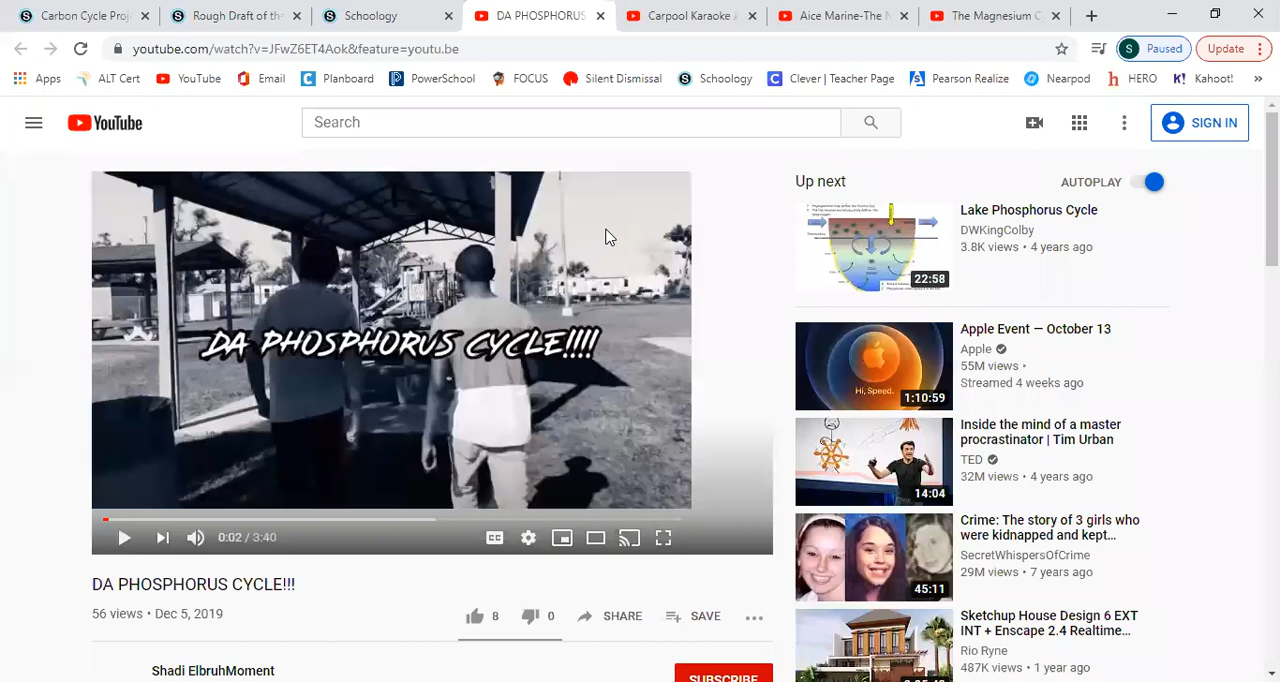 Carbon Cycle Proj
Rough Draft of the
Schoology
DA PHOSPHORUS
Carpool Karaoke
Aice Marine-The N
The Magnesium C
youtube.com/watch?v=JFwZ6ET4Aok&feature=youtu.be
S Paused
Update
Apps
ALT Cert
YouTube
Email
Planboard
PowerSchool
FOCUS
Silent Dismissal
Schoology
Clever | Teacher Page
Pearson Realize
Nearpod
HERO
Kahoot!
YouTube
Search
SIGN IN
DA PHOSPHORUS CYCLE!!!!
0:02 / 3:40
CC
DA PHOSPHORUS CYCLE!!!
56 views • Dec 5, 2019
8
0
SHARE
SAVE
Shadi ElbruhMoment
SUBSCRIBE
Up next
AUTOPLAY
22:58
Lake Phosphorus Cycle
DWKingColby
3.8K views • 4 years ago
Hi, Speed.
1:10:59
Apple Event — October 13
Apple
55M views •
Streamed 4 weeks ago
14:04
Inside the mind of a master
procrastinator | Tim Urban
TED
32M views • 4 years ago
45:11
Crime: The story of 3 girls who
were kidnapped and kept...
SecretWhispersOfCrime
29M views • 7 years ago
Sketchup House Design 6 EXT
INT + Enscape 2.4 Realtime...
Rio Ryne
487K views • 1 year ago